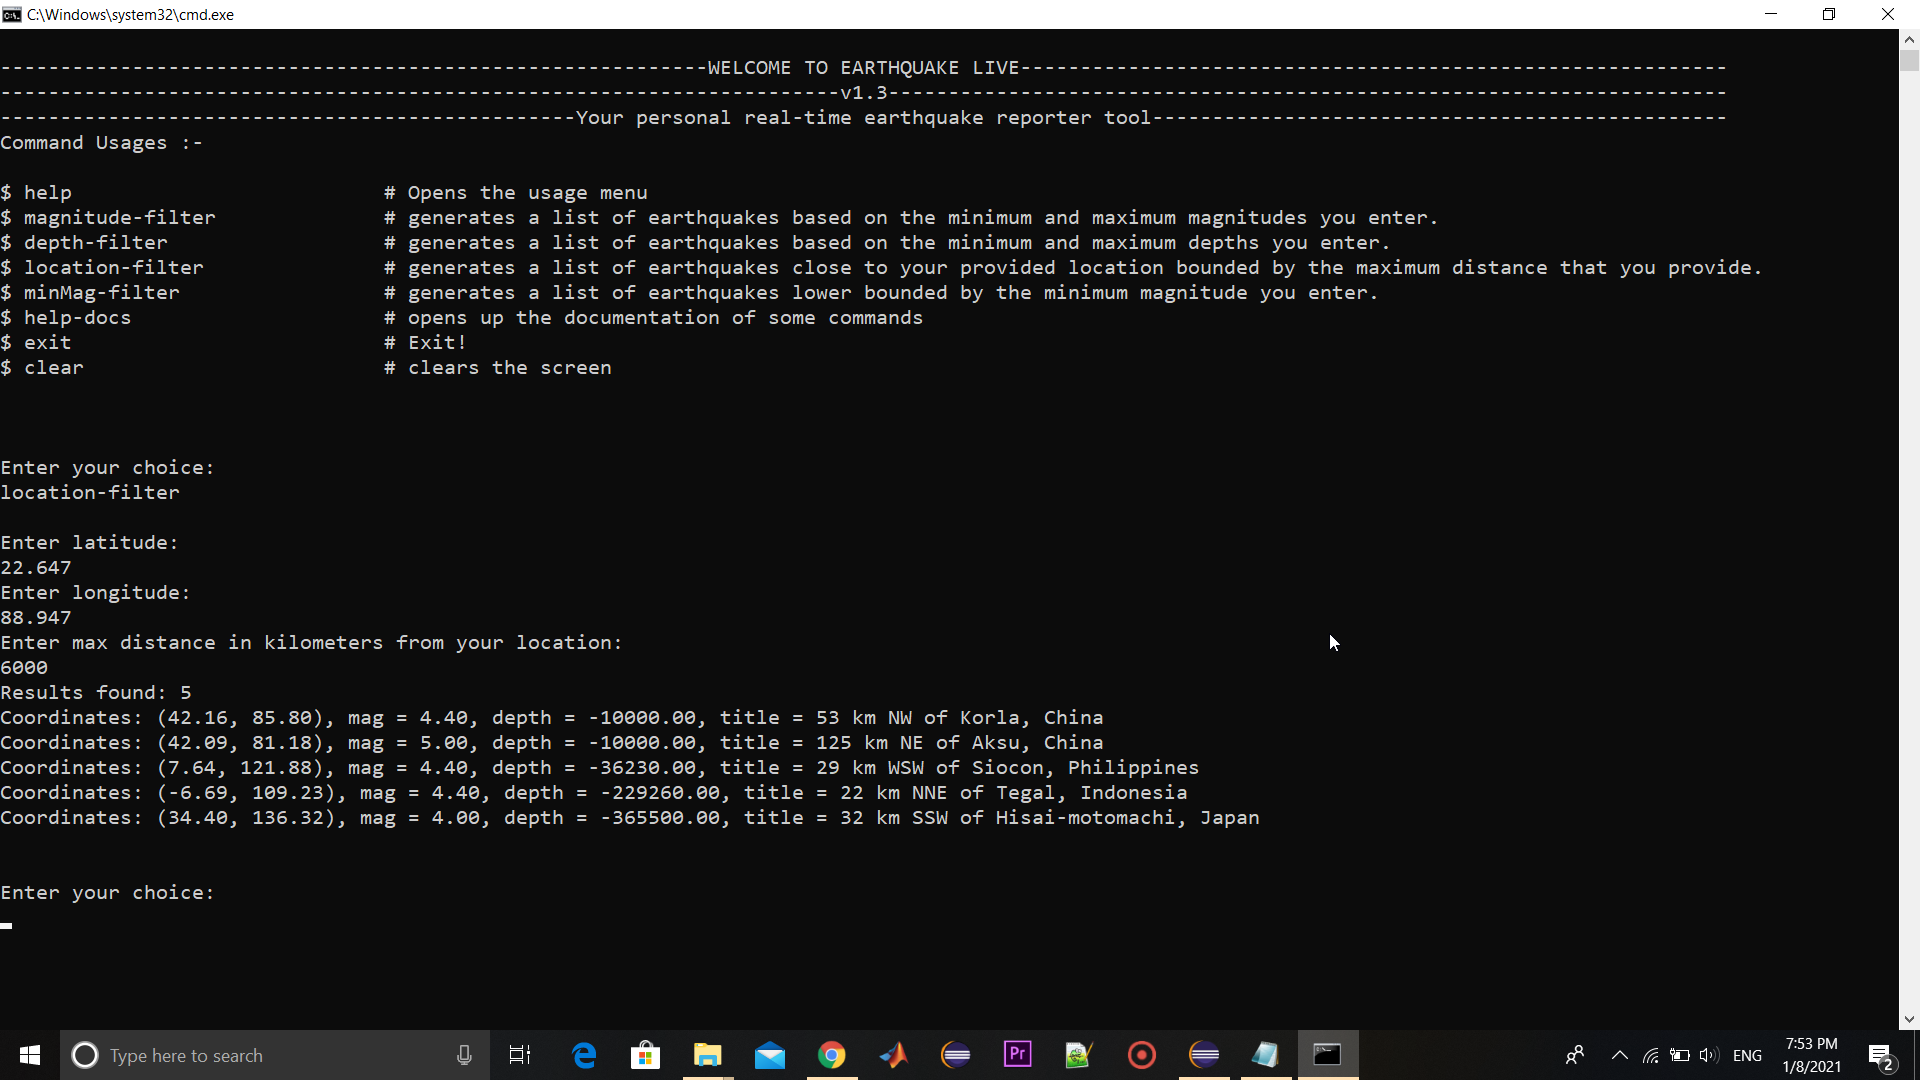 C:\Windows\system32\cmd.exe
-----------------------------------------------------------WELCOME TO EARTHQUAKE LIVE-----------------------------------------------------------
----------------------------------------------------------------------v1.3----------------------------------------------------------------------
------------------------------------------------Your personal real-time earthquake reporter tool------------------------------------------------
Command Usages :-
$ help                          # Opens the usage menu
$ magnitude-filter              # generates a list of earthquakes based on the minimum and maximum magnitudes you enter.
$ depth-filter                  # generates a list of earthquakes based on the minimum and maximum depths you enter.
$ location-filter               # generates a list of earthquakes close to your provided location bounded by the maximum distance that you provide.
$ minMag-filter                 # generates a list of earthquakes lower bounded by the minimum magnitude you enter.
$ help-docs                     # opens up the documentation of some commands
$ exit                          # Exit!
$ clear                         # clears the screen
Enter your choice:
location-filter
Enter latitude:
22.647
Enter longitude:
88.947
Enter max distance in kilometers from your location:
6000
Results found: 5
Coordinates: (42.16, 85.80), mag = 4.40, depth = -10000.00, title = 53 km NW of Korla, China
Coordinates: (42.09, 81.18), mag = 5.00, depth = -10000.00, title = 125 km NE of Aksu, China
Coordinates: (7.64, 121.88), mag = 4.40, depth = -36230.00, title = 29 km WSW of Siocon, Philippines
Coordinates: (-6.69, 109.23), mag = 4.40, depth = -229260.00, title = 22 km NNE of Tegal, Indonesia
Coordinates: (34.40, 136.32), mag = 4.00, depth = -365500.00, title = 32 km SSW of Hisai-motomachi, Japan
Enter your choice:
Type here to search
Pr
ENG
7:53 PM
1/8/2021
2